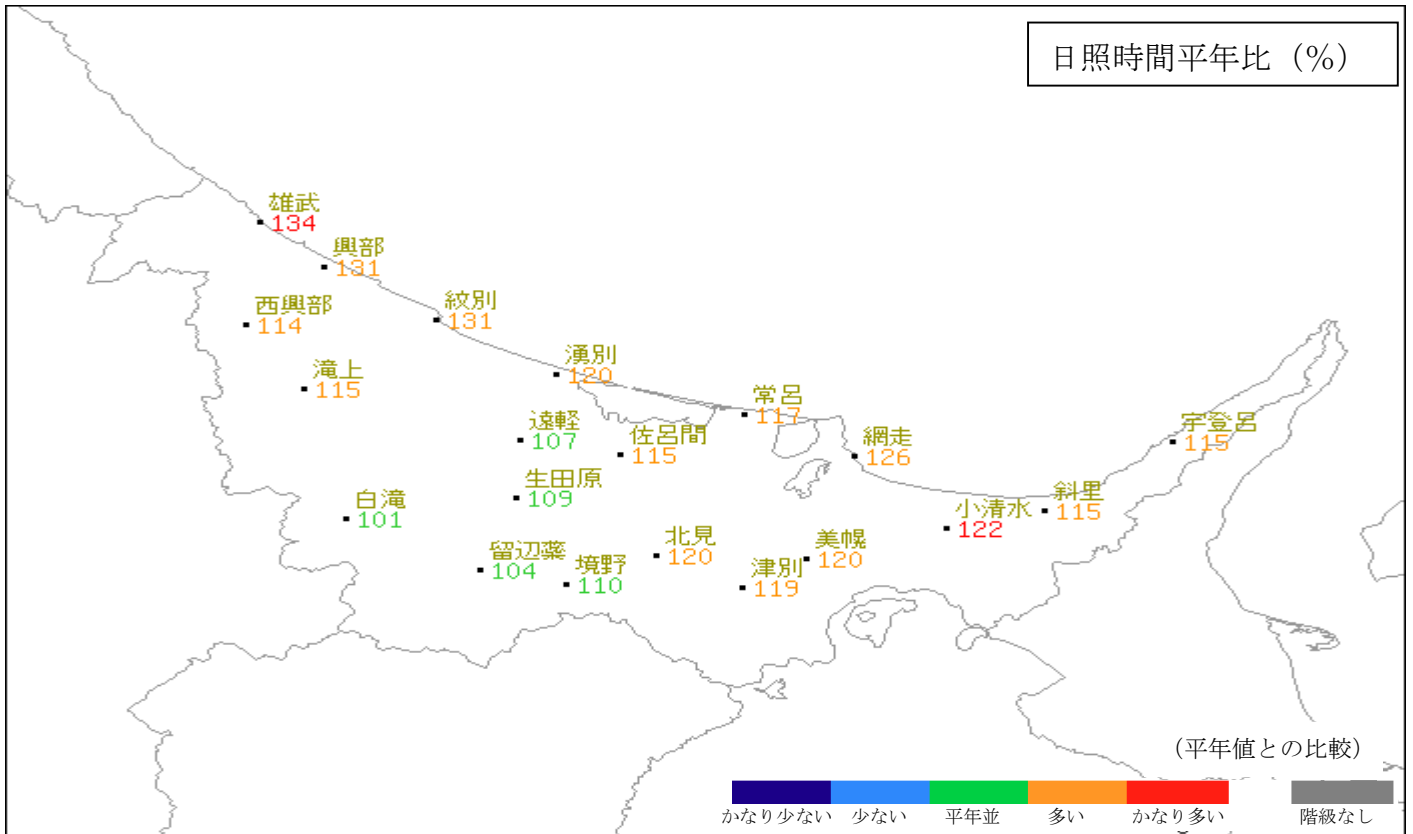 日照時間平年比（%）
雄武
134
興部
131
西興部
114
紋別
131
滝上
115
湧別
120
常呂
117
遠軽
107
佐呂間
115
網走
126
宇登呂
115
生田原
109
白滝
101
斜里
115
小清水
122
北見
120
美幌
120
留辺蘂
104
境野
110
津別
119
（平年値との比較）
かなり少ない 少ない 平年並 多い かなり多い 階級なし